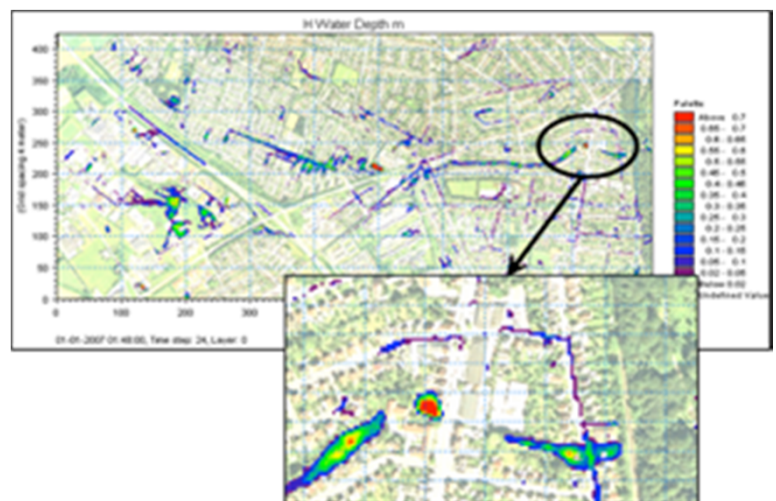 H Water Depth m
Palette
Above 0.7
0.65 - 0.7
0.6 - 0.65
0.55 - 0.6
0.5 - 0.55
0.45 - 0.5
0.4 - 0.45
0.35 - 0.4
0.3 - 0.35
0.25 - 0.3
0.2 - 0.25
0.15 - 0.2
0.1 - 0.15
0.05 - 0.1
0.02 - 0.05
Below 0.02
Undefined Value
400
350
300
250
200
150
100
50
0
(Grid spacing 4 meter)
0 100 200 300
01-01-2007 01:48:00, Time step: 24, Layer: 0